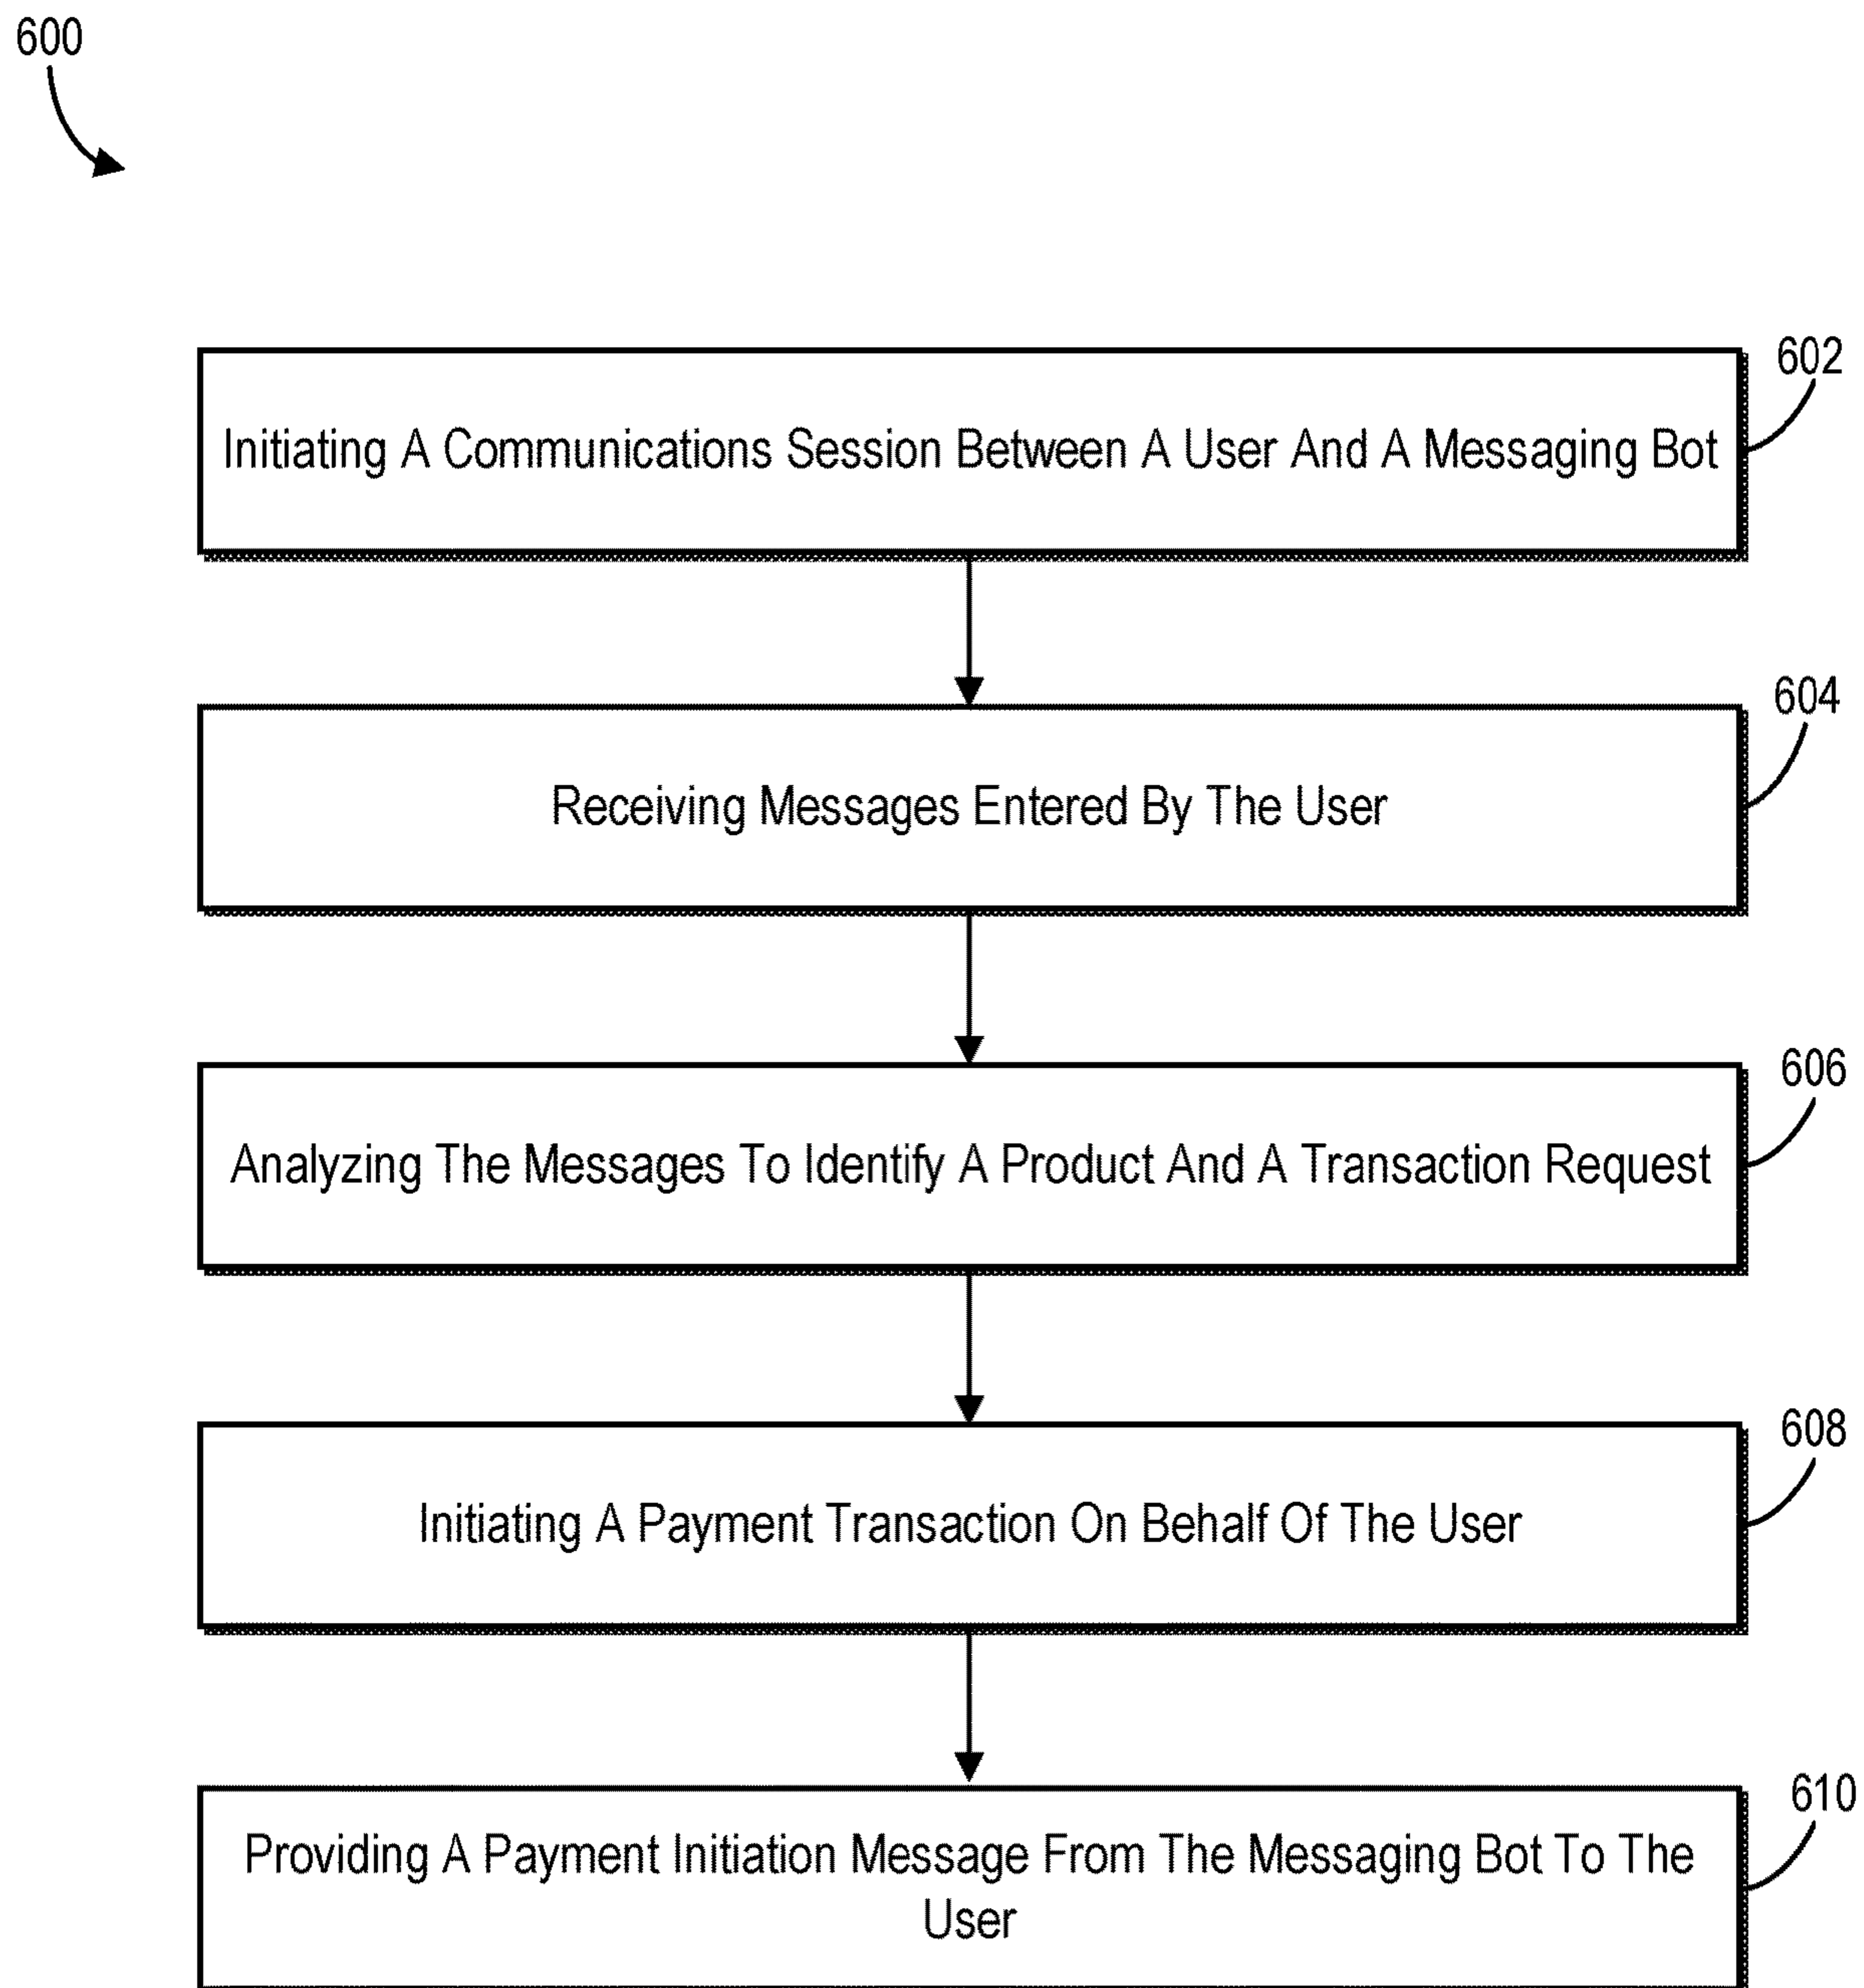 600
602
Initiating A Communications Session Between A User And A Messaging Bot
604
Receiving Messages Entered By The User
606
Analyzing The Messages To Identify A Product And A Transaction Request
608
Initiating A Payment Transaction On Behalf Of The User
610
Providing A Payment Initiation Message From The Messaging Bot To The
User